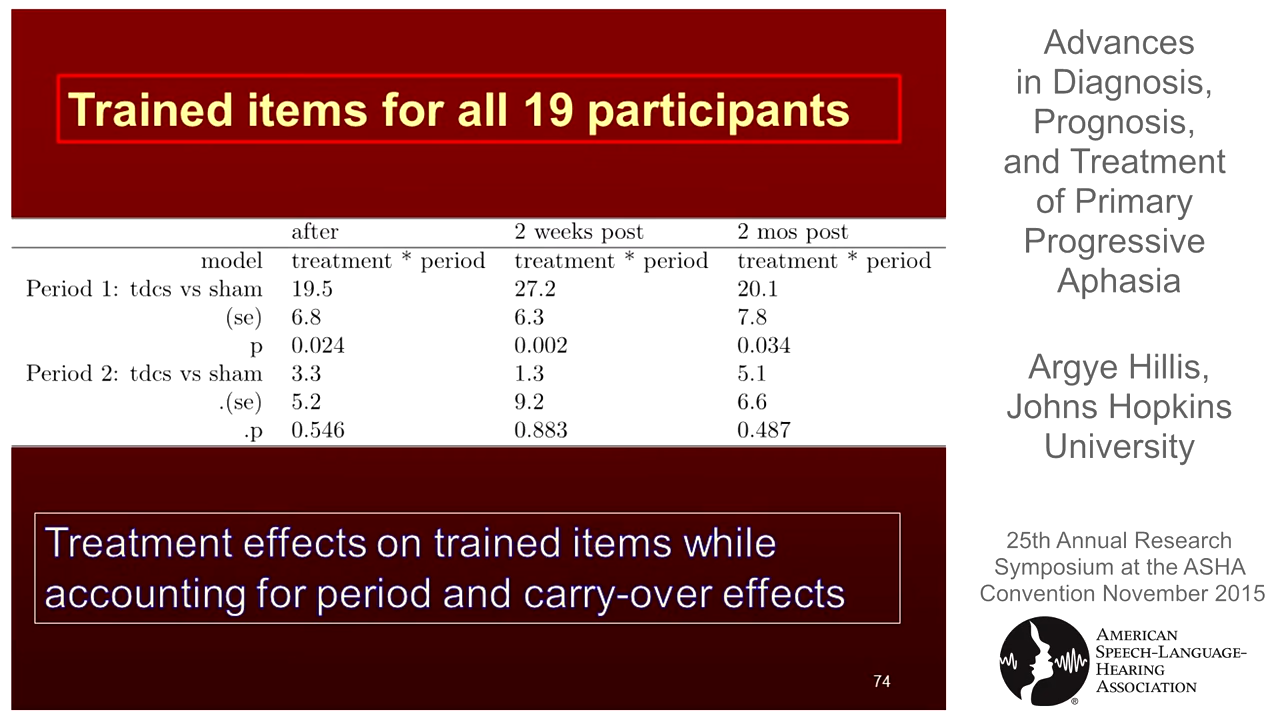 Trained items for all 19 participants
after 2 weeks post 2 mos post
model treatment * period treatment * period treatment * period
Period 1: tdcs vs sham 19.5 27.2 20.1
(se) 6.8 6.3 7.8
p 0.024 0.002 0.034
Period 2: tdcs vs sham 3.3 1.3 5.1
.(se) 5.2 9.2 6.6
.p 0.546 0.883 0.487
Treatment effects on trained items while
accounting for period and carry-over effects
74
Advances
in Diagnosis,
Prognosis,
and Treatment
of Primary
Progressive
Aphasia
Argye Hillis,
Johns Hopkins
University
25th Annual Research
Symposium at the ASHA
Convention November 2015
AMERICAN
SPEECH-LANGUAGE-
HEARING
ASSOCIATION
®